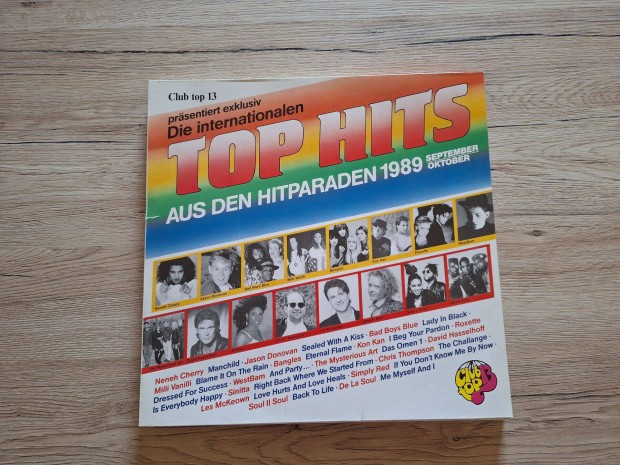 Club top 13
präsentiert exklusiv
Die internationalen
TOP HITS
AUS DEN HITPARADEN 1989 SEPTEMBER OKTOBER
Neneh Cherry Manchild · Jason Donovan Sealed With A Kiss · Bad Boys Blue Lady In Black ·
Milli Vanilli Blame It On The Rain · Bangles Eternal Flame · Kon Kan I Beg Your Pardon · Roxette
Dressed For Success · WestBam And Party... · The Mysterious Art Das Omen 1 · David Hasselhoff
Is Everybody Happy · Sinitta Right Back Where We Started From · Chris Thompson The Challange ·
Les McKeown Love Hurts And Love Heals · Simply Red If You Don't Know Me By Now ·
Soul II Soul Back To Life · De La Soul Me Myself And I
Club
TOP
13